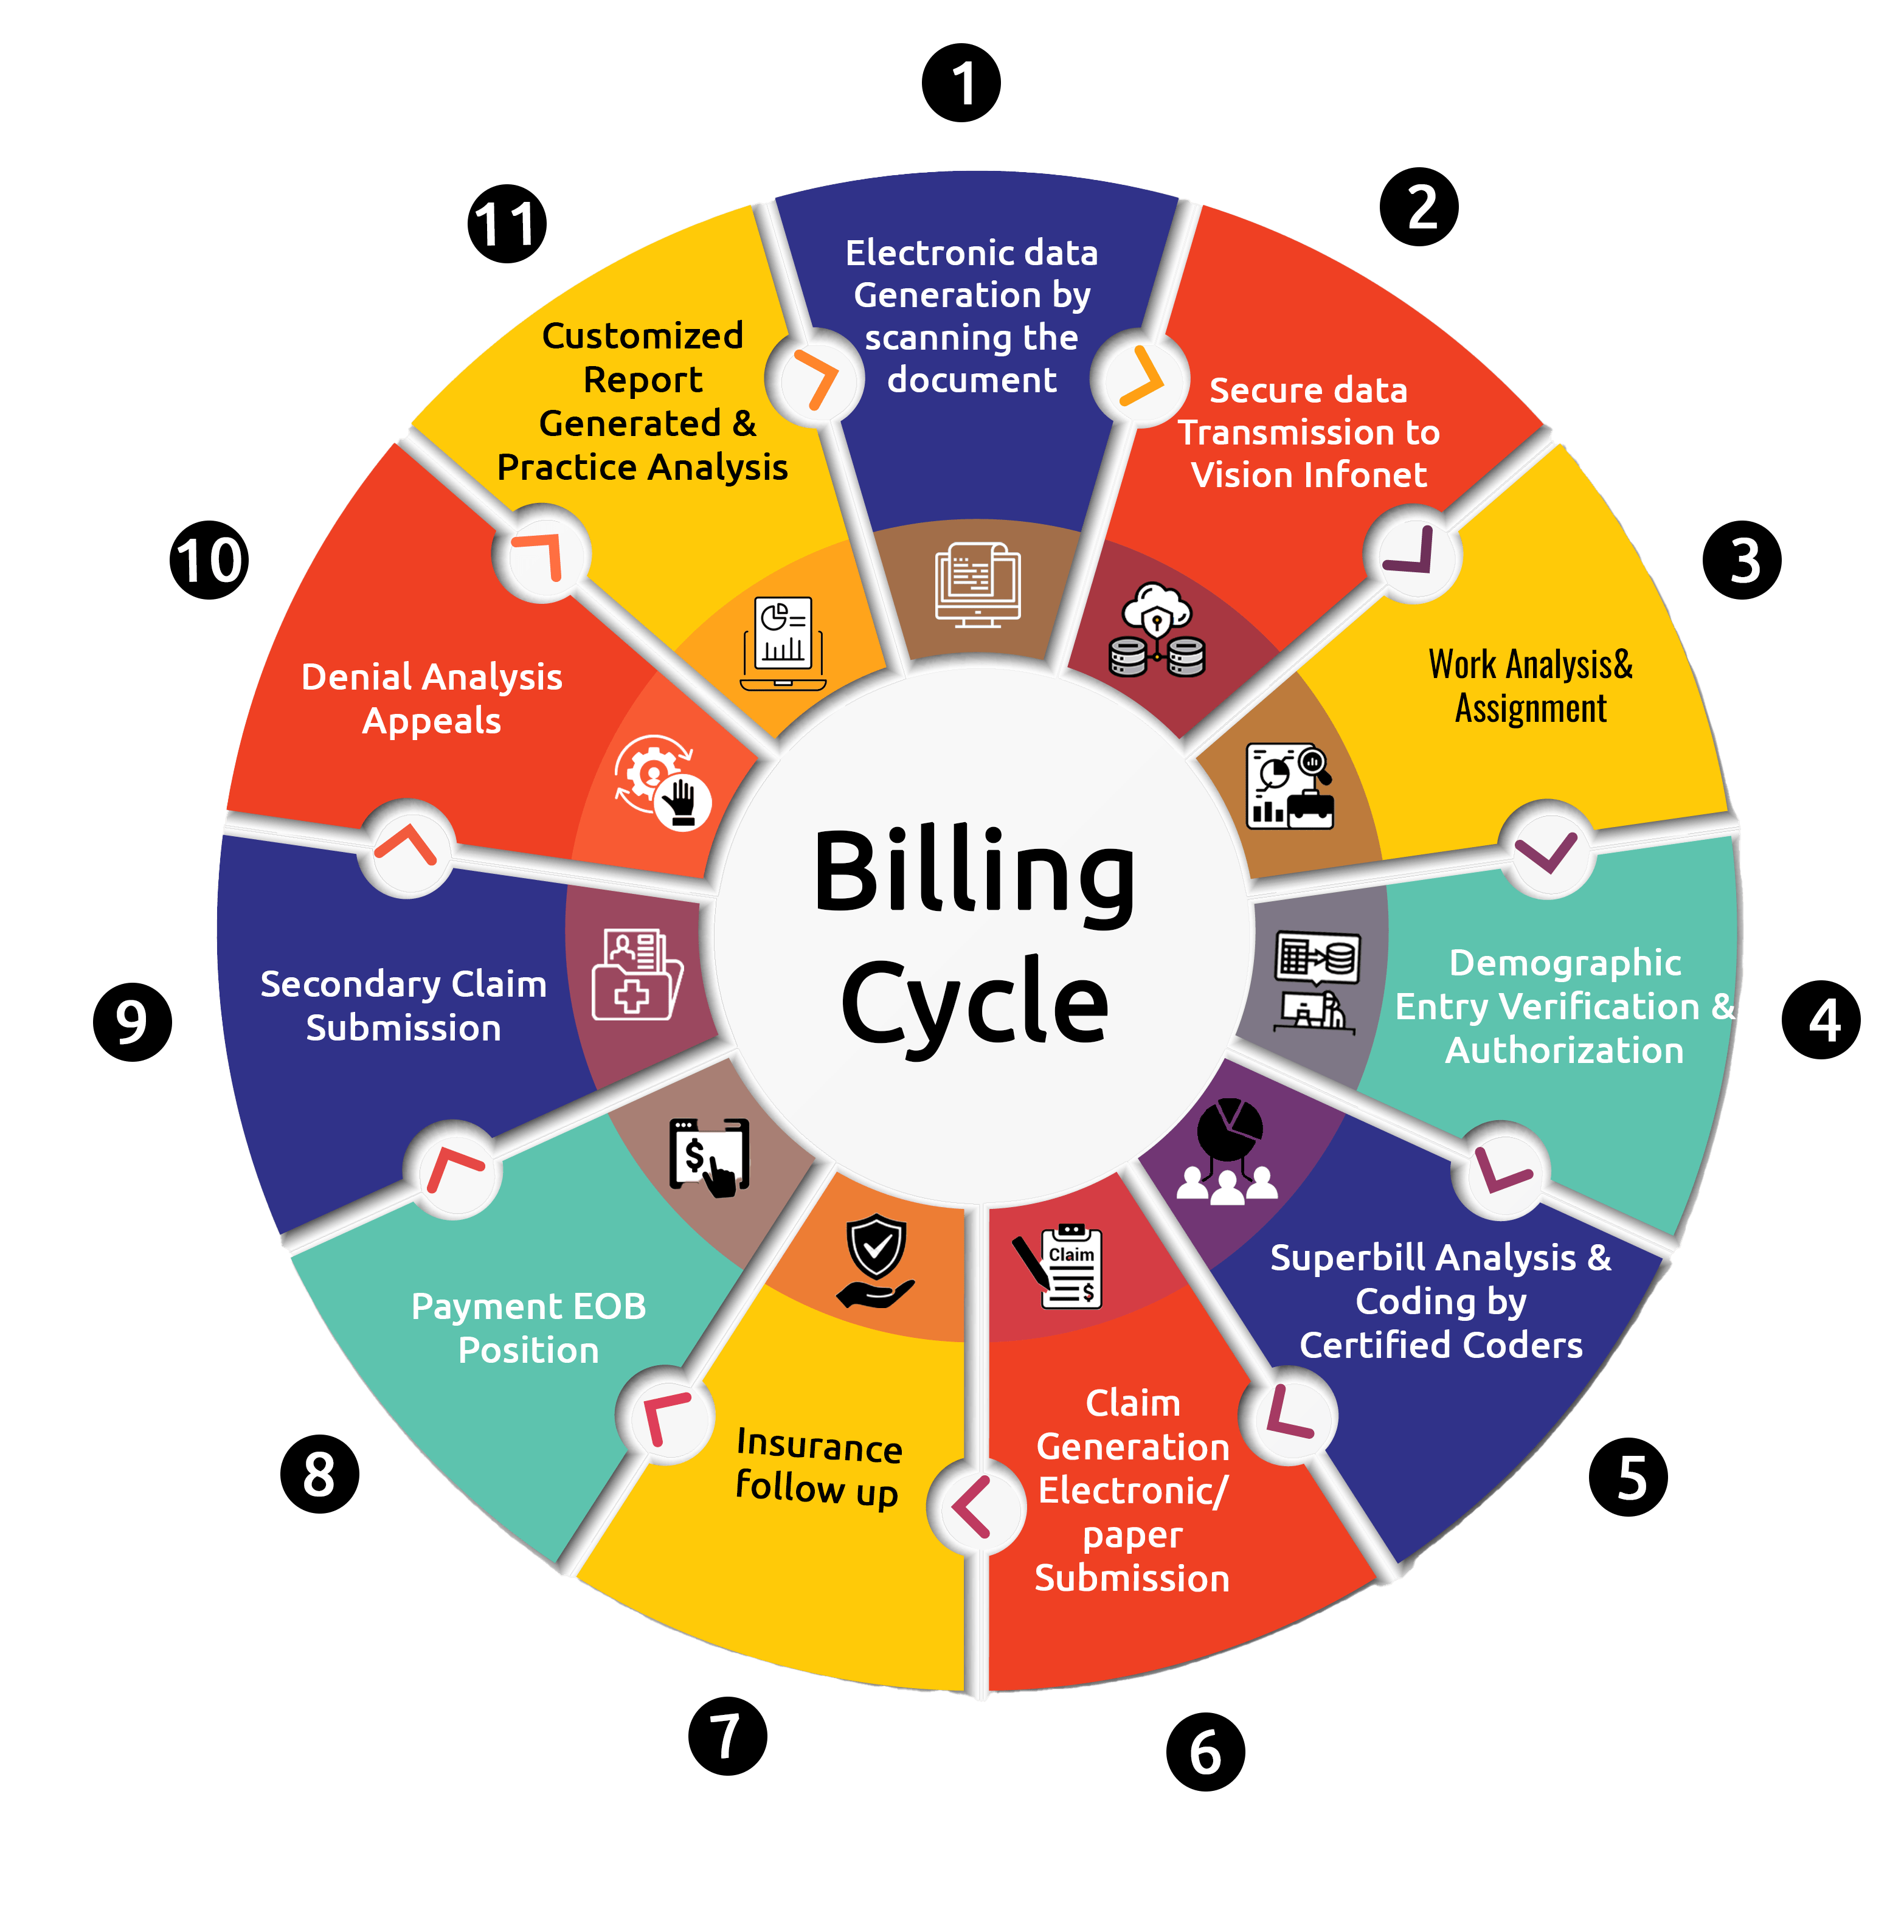 1
Electronic data
Generation by
scanning the
document
2
Secure data
Transmission to
Vision Infonet
3
Work Analysis&
Assignment
4
Demographic
Entry Verification &
Authorization
5
Superbill Analysis &
Coding by
Certified Coders
6
Claim
Generation
Electronic/
paper
Submission
Claim
$
7
Insurance
follow up
8
Payment EOB
Position
$
9
Secondary Claim
Submission
10
Denial Analysis
Appeals
11
Customized
Report
Generated &
Practice Analysis
Billing
Cycle